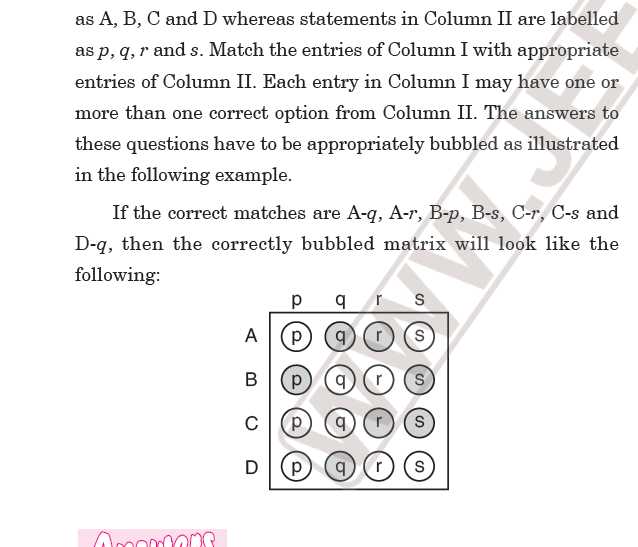 as A, B, C and D whereas statements in Column II are labelled
as p, q, r and s. Match the entries of Column I with appropriate
entries of Column II. Each entry in Column I may have one or
more than one correct option from Column II. The answers to
these questions have to be appropriately bubbled as illustrated
in the following example.
If the correct matches are A-q, A-r, B-p, B-s, C-r, C-s and
D-q, then the correctly bubbled matrix will look like the
following:
p q r s
A p q r s
B p q r s
C p q r s
D p q r s
WWW.JEE